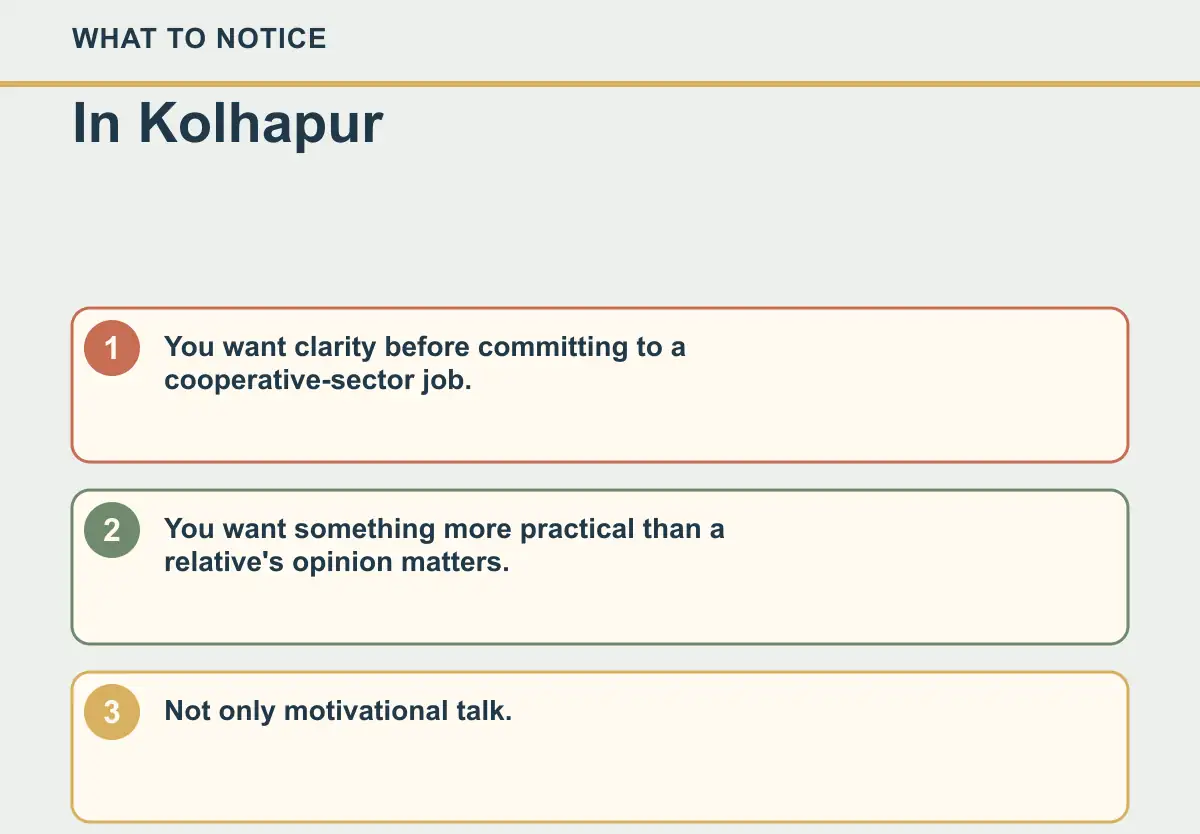 WHAT TO NOTICE
In Kolhapur
1
You want clarity before committing to a
cooperative-sector job.
2
You want something more practical than a
relative's opinion matters.
3
Not only motivational talk.